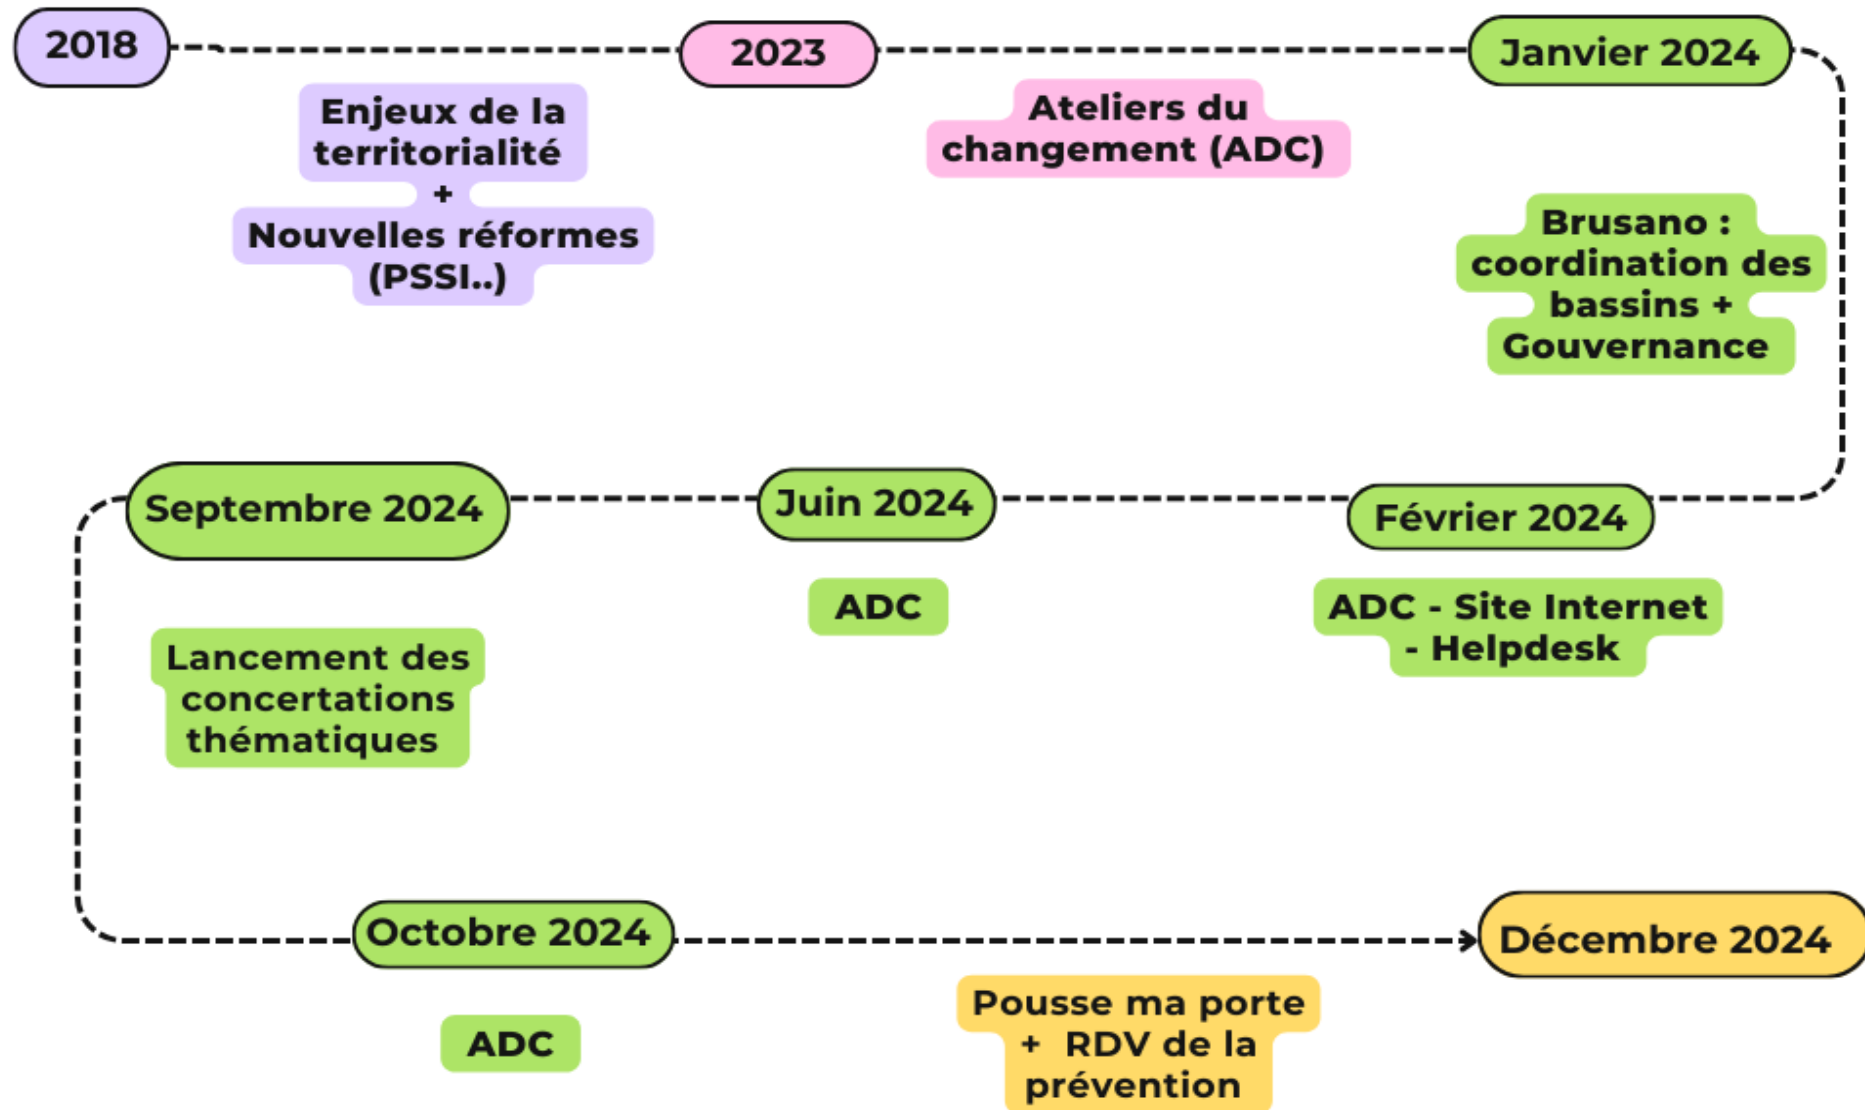 2018
2023
Janvier 2024
Enjeux de la
territorialité
+
Nouvelles réformes
(PSSI..)
Ateliers du
changement (ADC)
Brusano :
coordination des
bassins +
Gouvernance
Février 2024
ADC - Site Internet
- Helpdesk
Juin 2024
ADC
Septembre 2024
Lancement des
concertations
thématiques
Octobre 2024
ADC
Pousse ma porte
+ RDV de la
prévention
Décembre 2024